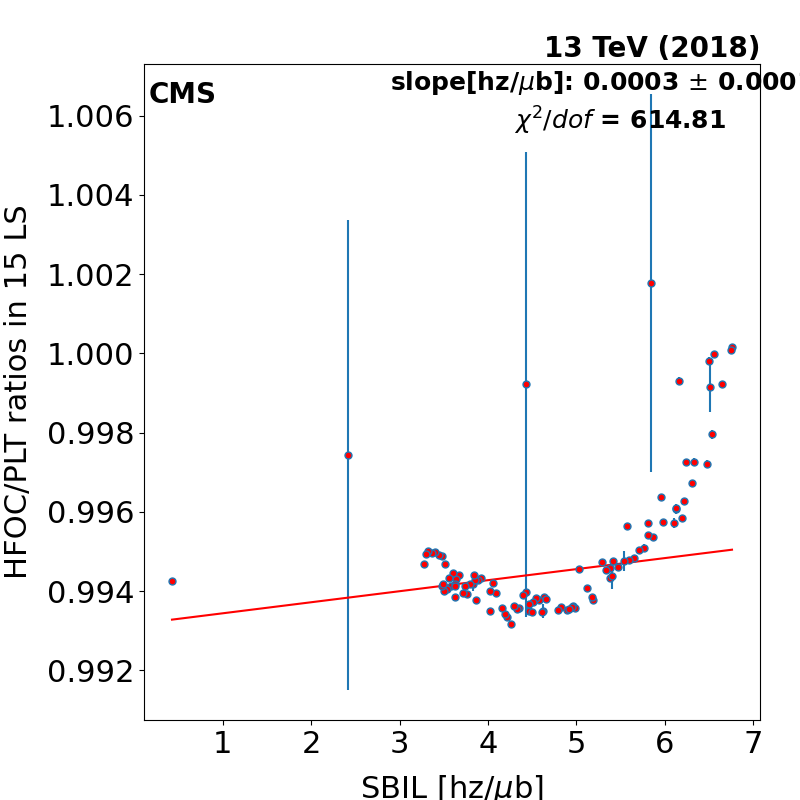 13 TeV (2018)
CMS
slope[hz/μb]: 0.0003 ± 0.000
χ²/dof = 614.81
HFOC/PLT ratios in 15 LS
1.006
1.004
1.002
1.000
0.998
0.996
0.994
0.992
1 2 3 4 5 6 7
SBIL [hz/μb]